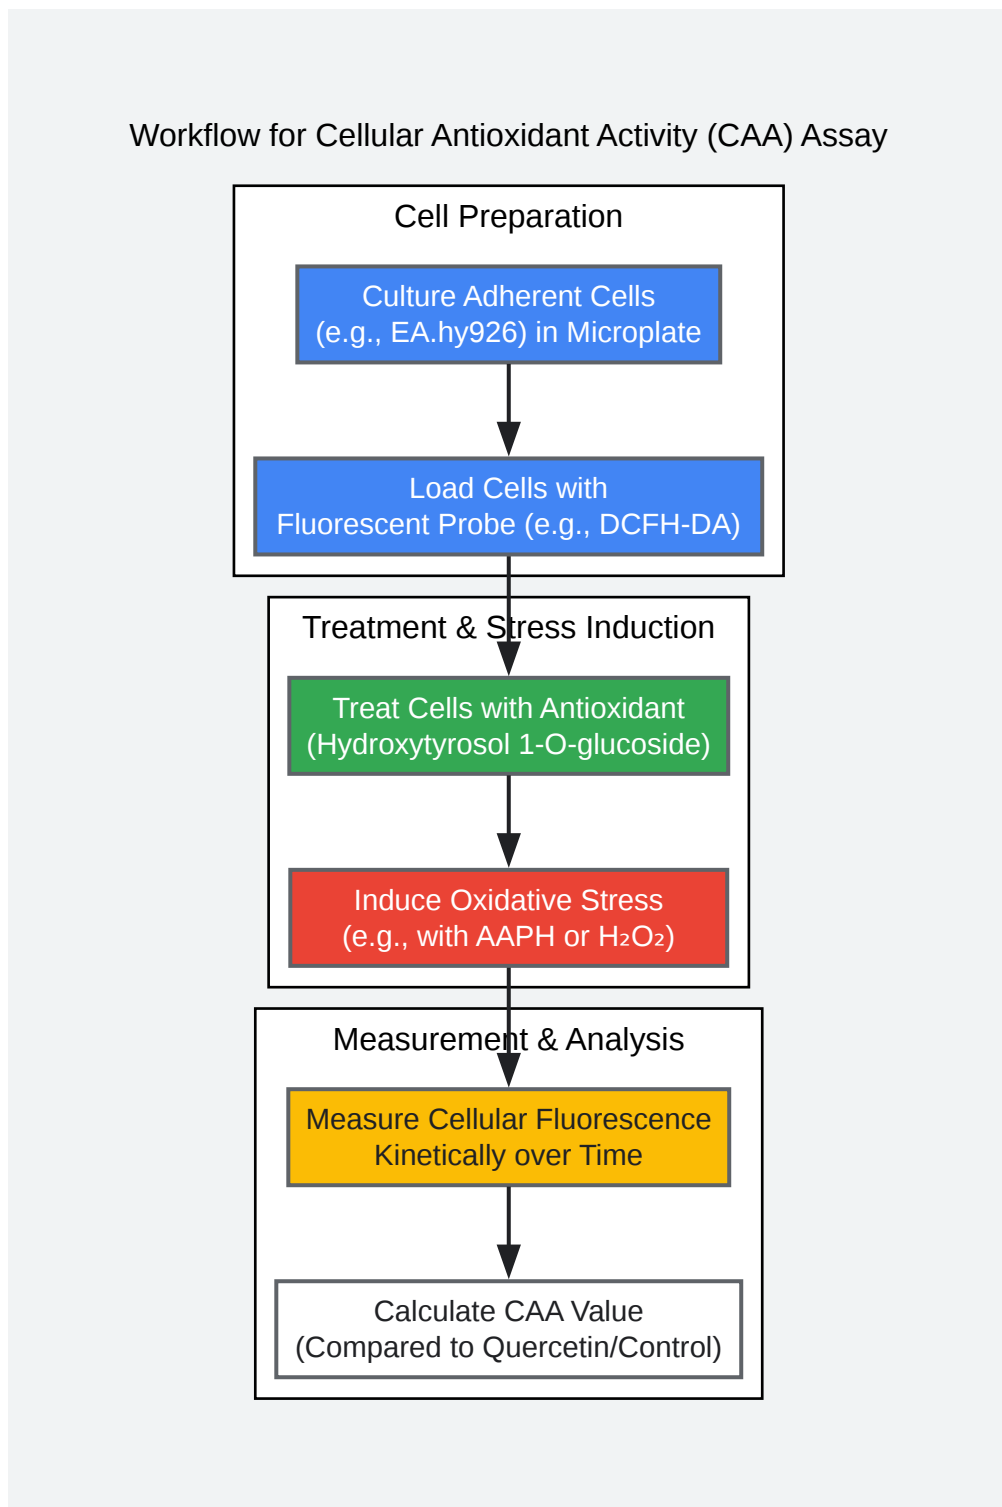 Workflow for Cellular Antioxidant Activity (CAA) Assay
Cell Preparation
Culture Adherent Cells
(e.g., EA.hy926) in Microplate
Load Cells with
Fluorescent Probe (e.g., DCFH-DA)
Treatment & Stress Induction
Treat Cells with Antioxidant
(Hydroxytyrosol 1-O-glucoside)
Induce Oxidative Stress
(e.g., with AAPH or H₂O₂)
Measurement & Analysis
Measure Cellular Fluorescence
Kinetically over Time
Calculate CAA Value
(Compared to Quercetin/Control)